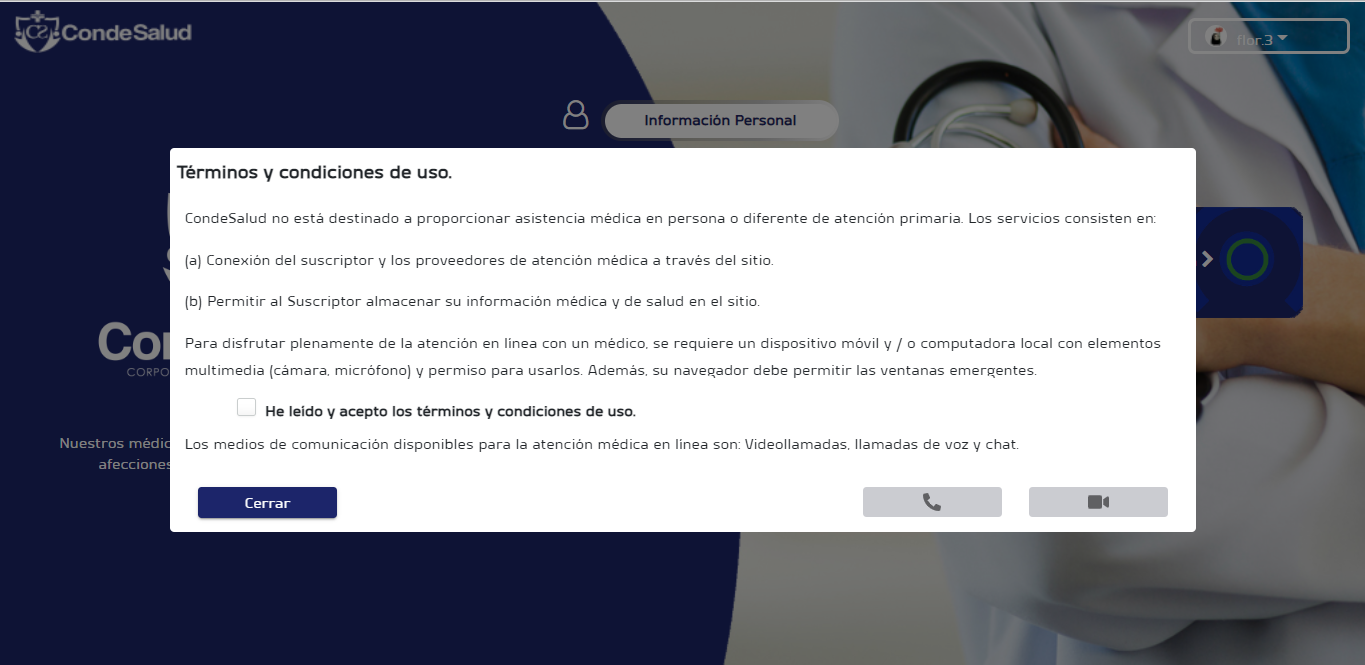 CondeSalud
flor.3
Información Personal
Términos y condiciones de uso.
CondeSalud no está destinado a proporcionar asistencia médica en persona o diferente de atención primaria. Los servicios consisten en:
(a) Conexión del suscriptor y los proveedores de atención médica a través del sitio.
(b) Permitir al Suscriptor almacenar su información médica y de salud en el sitio.
Para disfrutar plenamente de la atención en línea con un médico, se requiere un dispositivo móvil y / o computadora local con elementos
multimedia (cámara, micrófono) y permiso para usarlos. Además, su navegador debe permitir las ventanas emergentes.
He leído y acepto los términos y condiciones de uso.
Los medios de comunicación disponibles para la atención médica en línea son: Videollamadas, llamadas de voz y chat.
Cerrar
Co
CORPO
Nuestros médic
afecciones